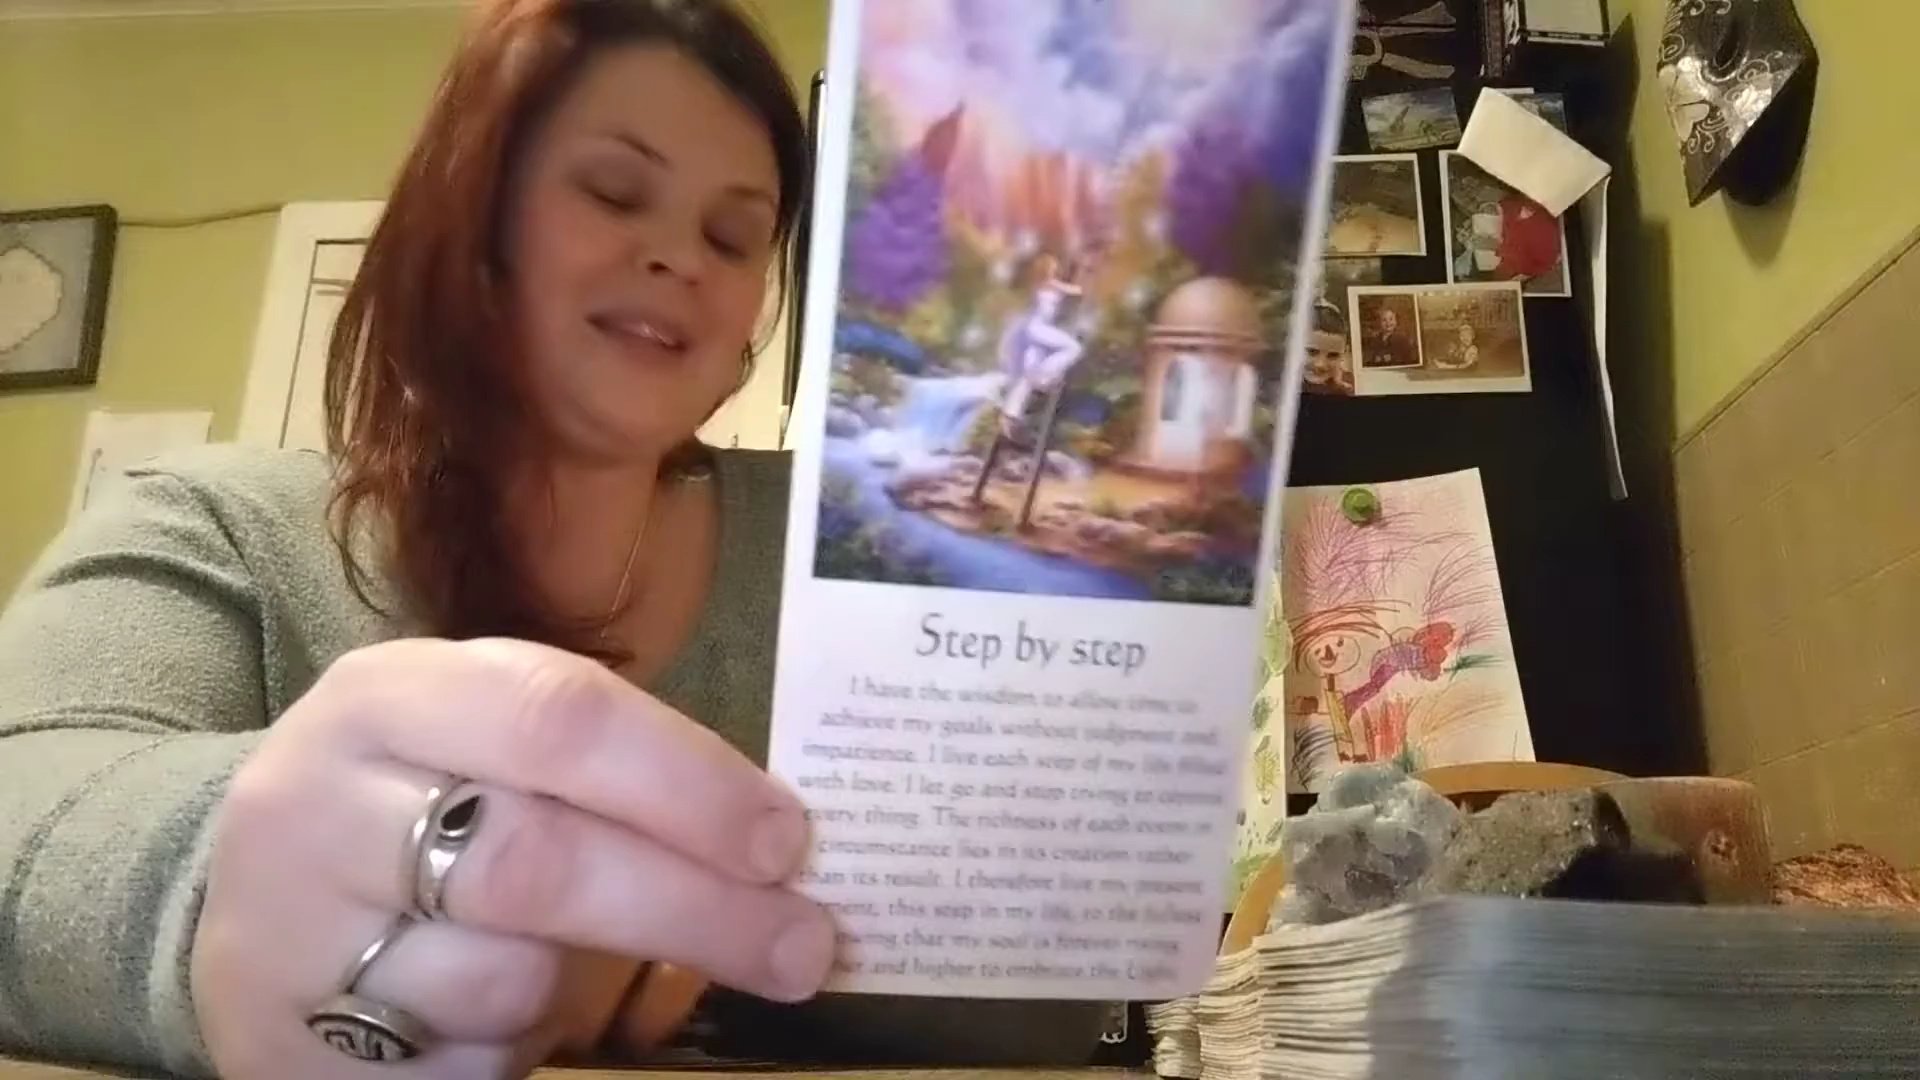 Step by step
I have the wisdom to allow time to
achieve my goals without judgment and
impatience. I live each step of my life filled
with love. I let go and stop trying to control
every thing. The richness of each event or
circumstance lies in its creation rather
than its result. I therefore live my present
this step in my life, to the fullest
that my soul is forever rising
and higher to embrace the Light.